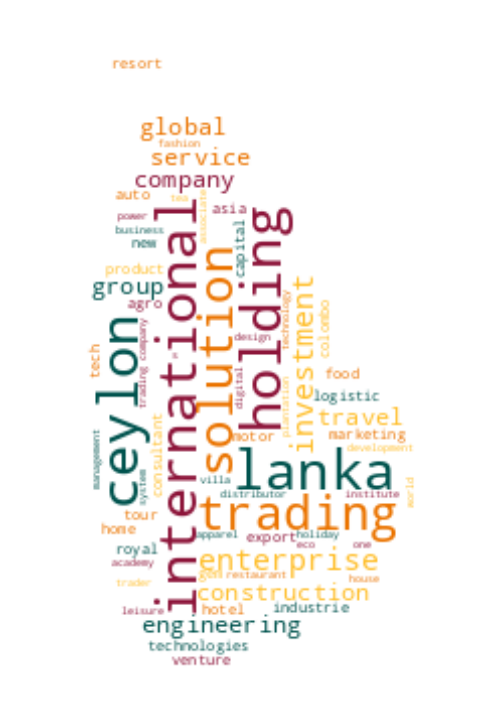 resort
global
fashion
service
company
auto
tea
associate
power
asia
business
new
international
holding
capital
product
solution
group
agro
investment
technology
colombo
ceylon
trading company
tech
design
digital
food
plantation
logistic
travel
motor
marketing
development
consultant
management
system
lanka
villa
distributor
institute
world
trading
tour
home
apparel
holiday
export
eco
one
royal
academy
enterprise
gem
restaurant
house
trader
construction
leisure
hotel
industrie
engineering
technologies
venture